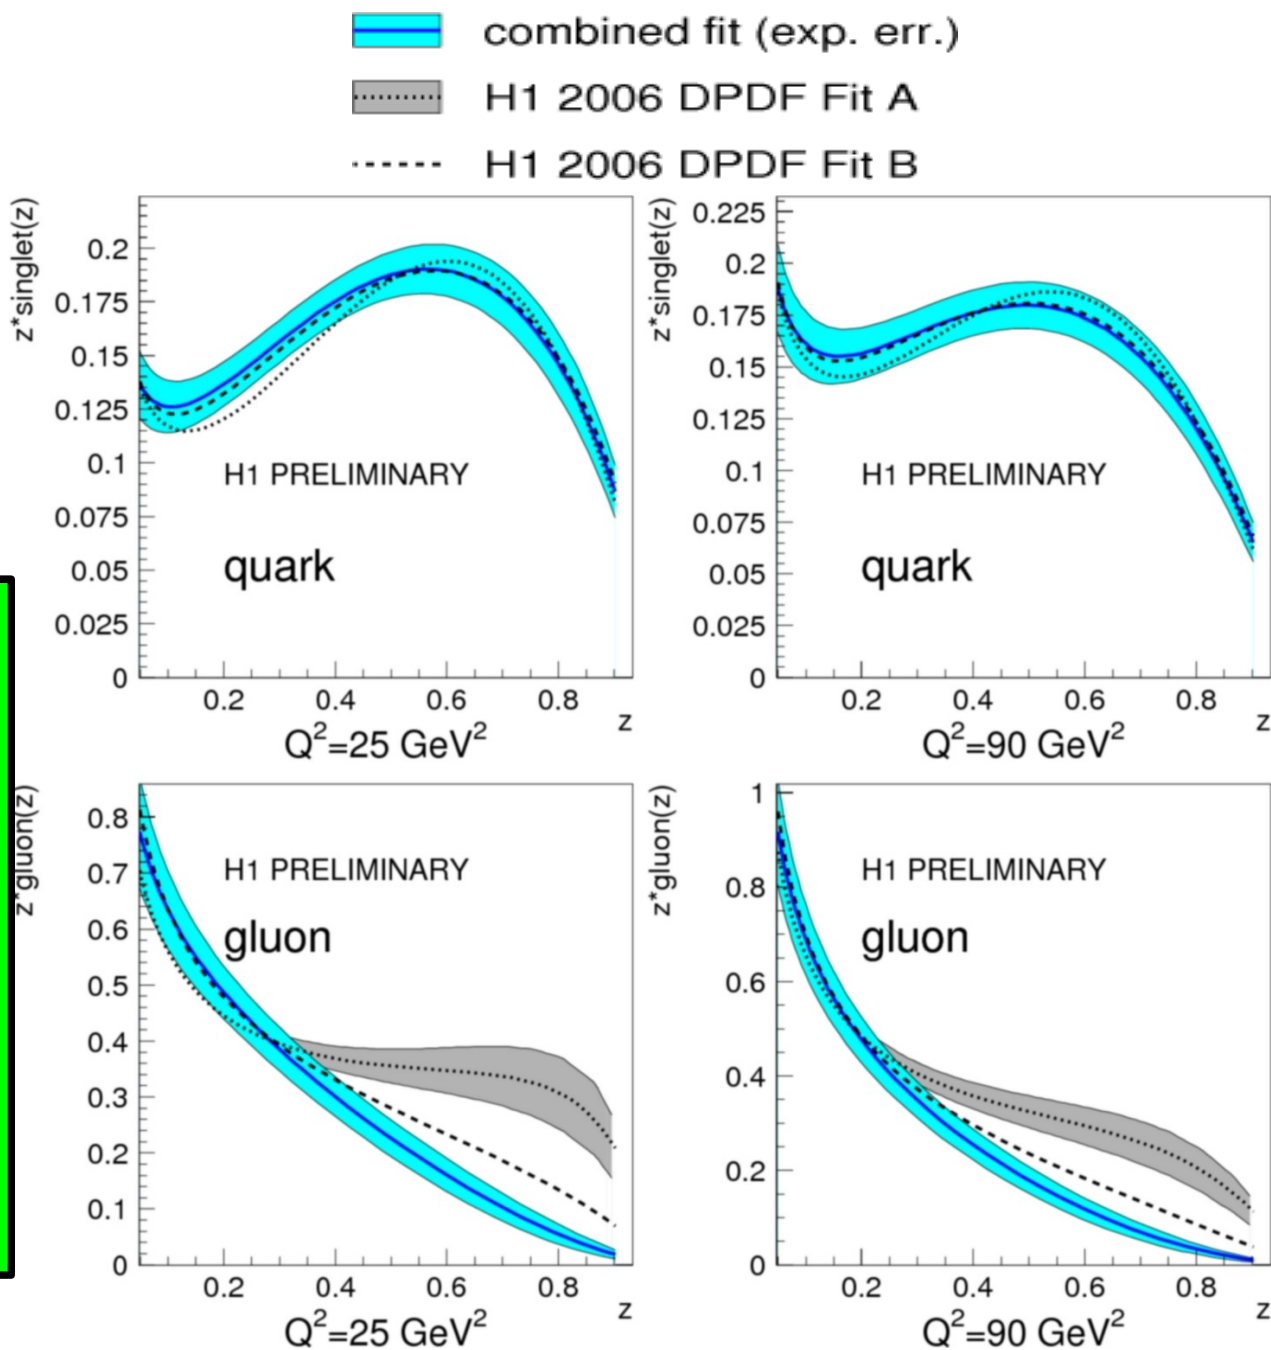 combined fit (exp. err.)
H1 2006 DPDF Fit A
H1 2006 DPDF Fit B
z*singlet(z)
0.2
0.175
0.15
0.125
0.1
0.075
0.05
0.025
0
H1 PRELIMINARY
quark
0.2 0.4 0.6 0.8 z
Q²=25 GeV²
z*singlet(z)
0.225
0.2
0.175
0.15
0.125
0.1
0.075
0.05
0.025
0
H1 PRELIMINARY
quark
0.2 0.4 0.6 0.8 z
Q²=90 GeV²
z*gluon(z)
0.8
0.7
0.6
0.5
0.4
0.3
0.2
0.1
0
H1 PRELIMINARY
gluon
0.2 0.4 0.6 0.8 z
Q²=25 GeV²
z*gluon(z)
1
0.8
0.6
0.4
0.2
0
H1 PRELIMINARY
gluon
0.2 0.4 0.6 0.8 z
Q²=90 GeV²